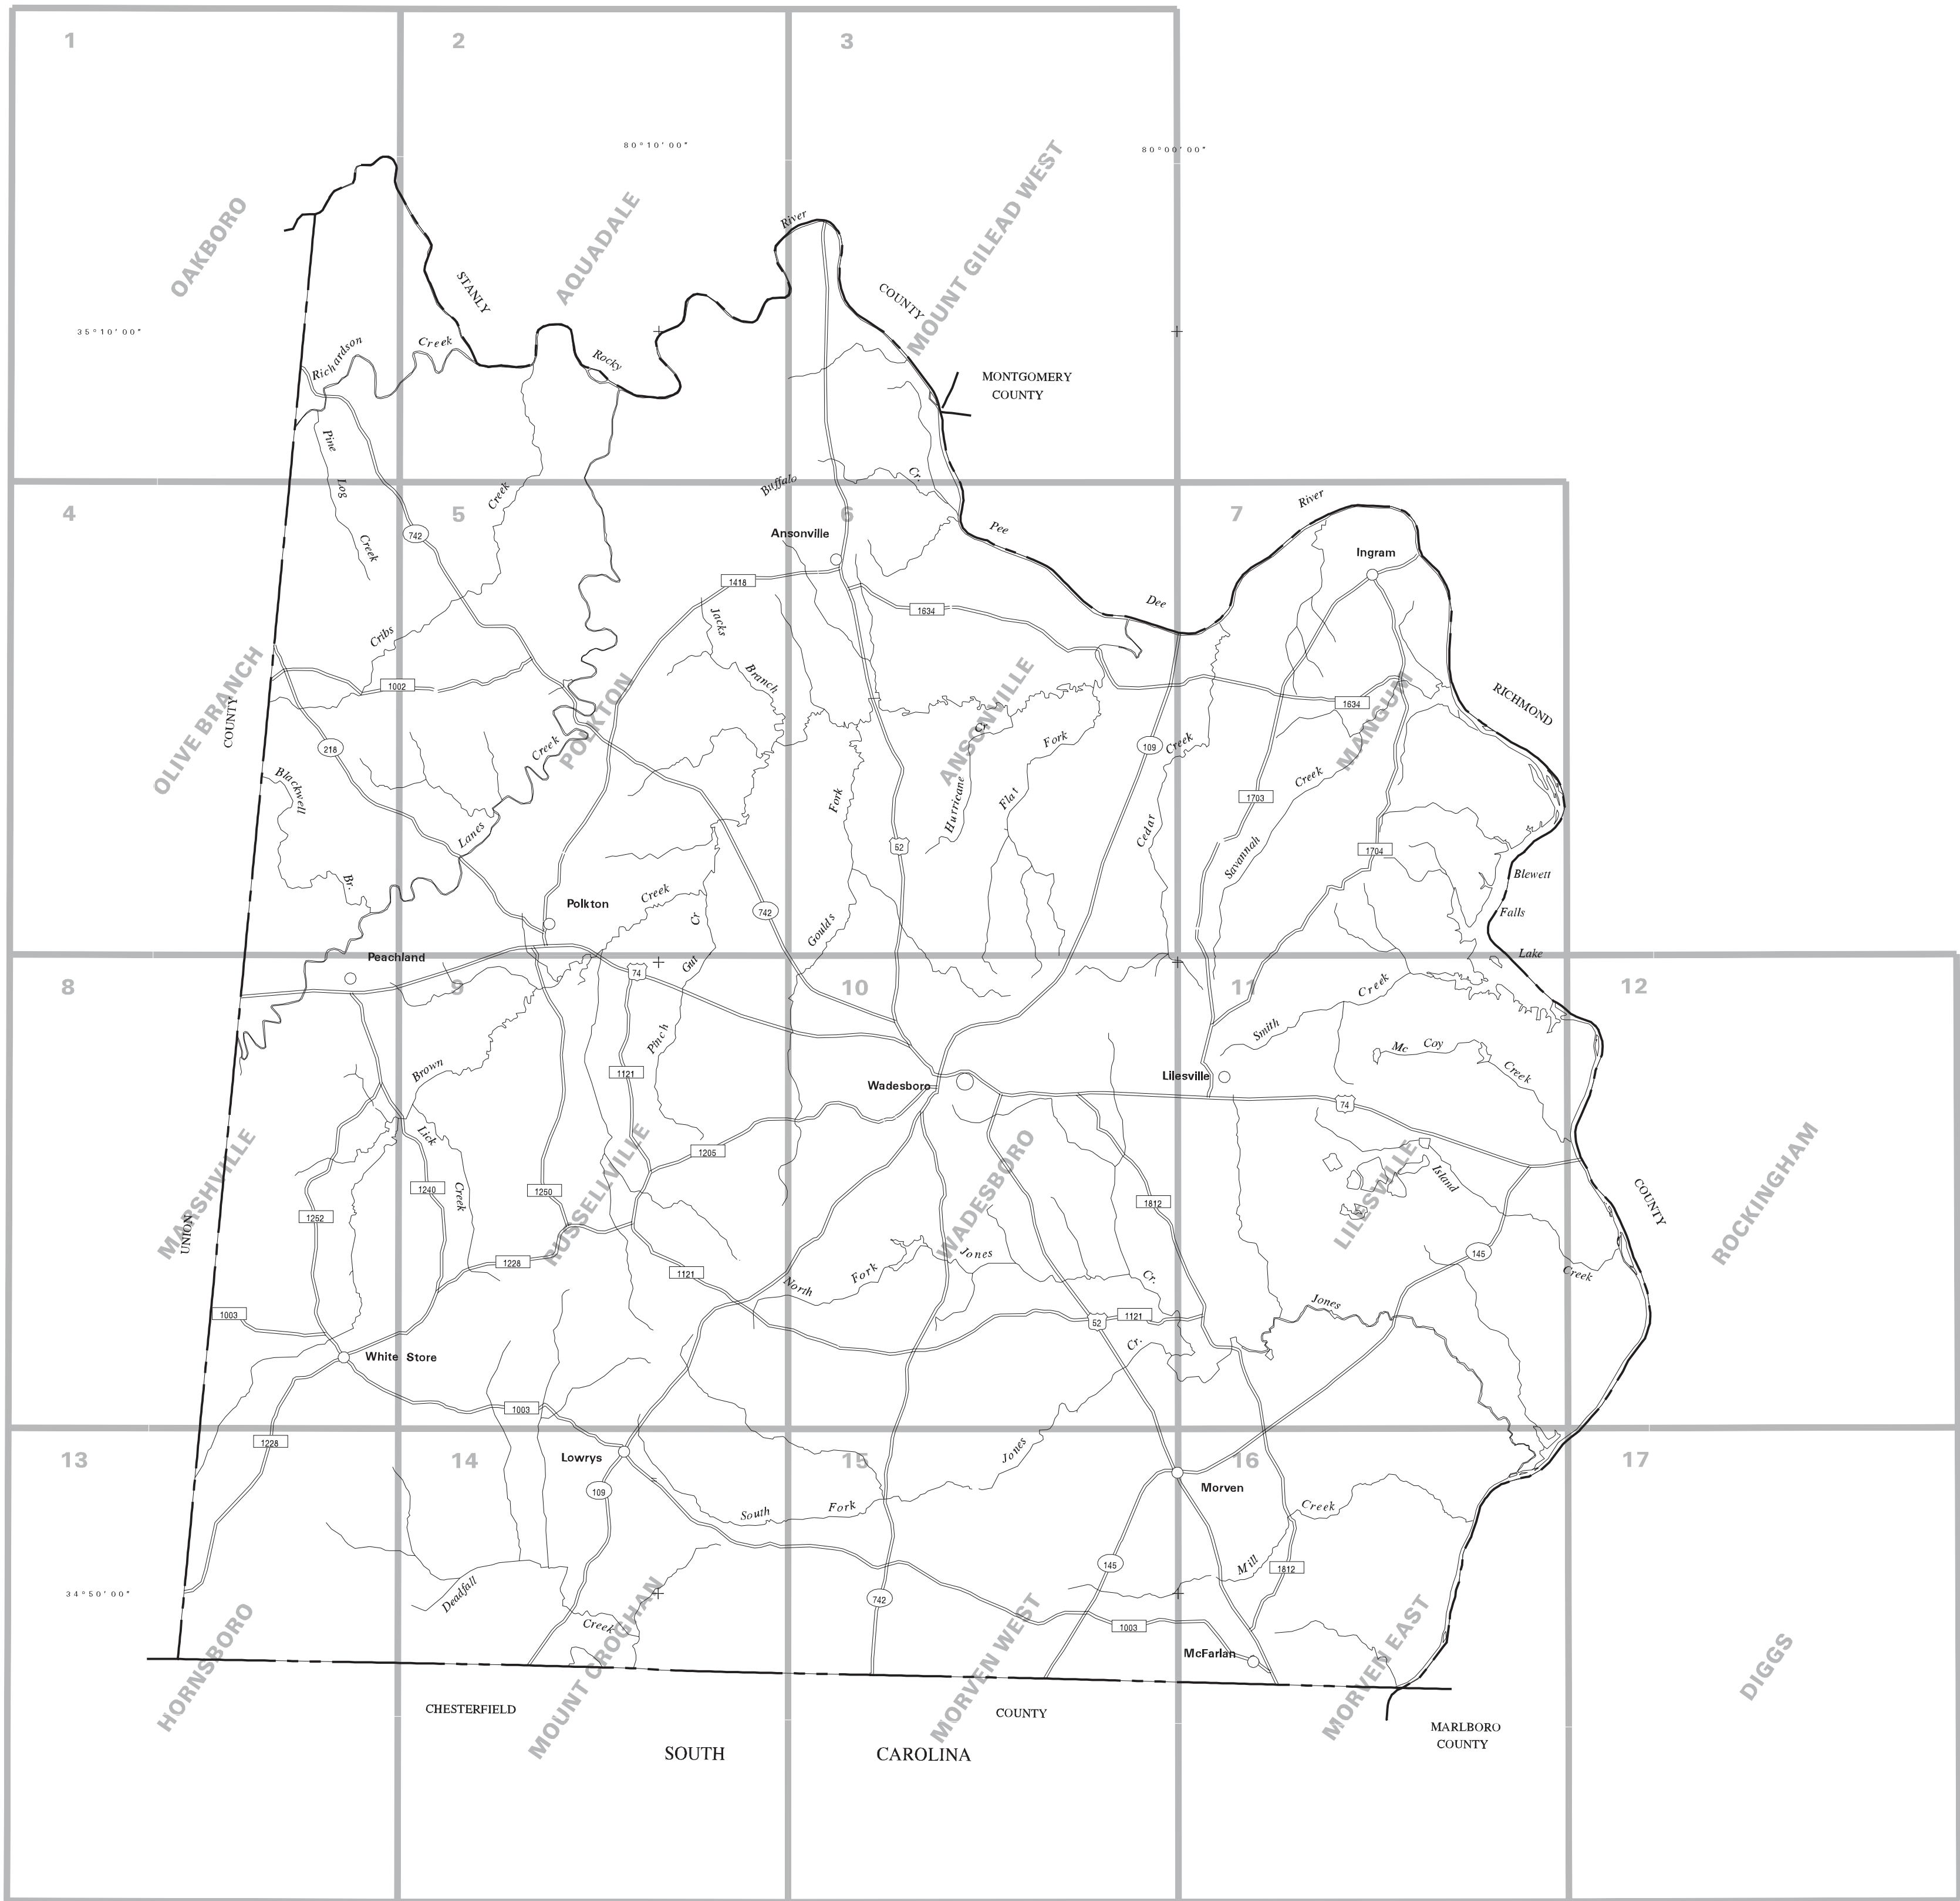 1
2
3
80°10'00"
80°00'00"
OAKBORO
AQUADALE
MOUNT GILEAD WEST
River
STANLY
COUNTY
35°10'00"
Richardson
Creek
Rocky
MONTGOMERY
COUNTY
Pine
Log
Creek
Creek
Buffalo
Cr.
4
5
6
7
River
742
Ansonville
Pee
Ingram
1418
1634
Dee
Jacks
Branch
Cribs
1002
OLIVE BRANCH
COUNTY
POLKTON
ANSONVILLE
MANGUM
RICHMOND
1634
218
Creek
Cr
Fork
109
Creek
Blackwell
Lanes
Fork
Hurricane
Flat
Cedar
1703
Creek
Savannah
52
1704
Br.
Blewett
Polkton
Creek
Cr
742
Goulds
Falls
Lake
Peachland
74
Gut
8
9
10
11
12
Creek
Smith
Pinch
Brown
1121
Mc Coy
Creek
Wadesboro
Lilesville
74
Lick
Creek
1205
MARSHVILLE
UNION
RUSSELLVILLE
WADESBORO
LILESVILLE
ROCKINGHAM
1240
1250
1252
1812
Island
COUNTY
1228
1121
Jones
Fork
North
Cr.
145
Creek
1003
Jones
52
1121
Cr.
White Store
1003
1228
13
14
15
16
17
Lowrys
109
Jones
Morven
South
Fork
Creek
145
Mill
1812
34°50'00"
Deadfall
742
Creek
1003
McFarlan
HORNSBORO
MOUNT CROGHAN
MORVEN WEST
MORVEN EAST
DIGGS
CHESTERFIELD
COUNTY
MARLBORO
COUNTY
SOUTH CAROLINA